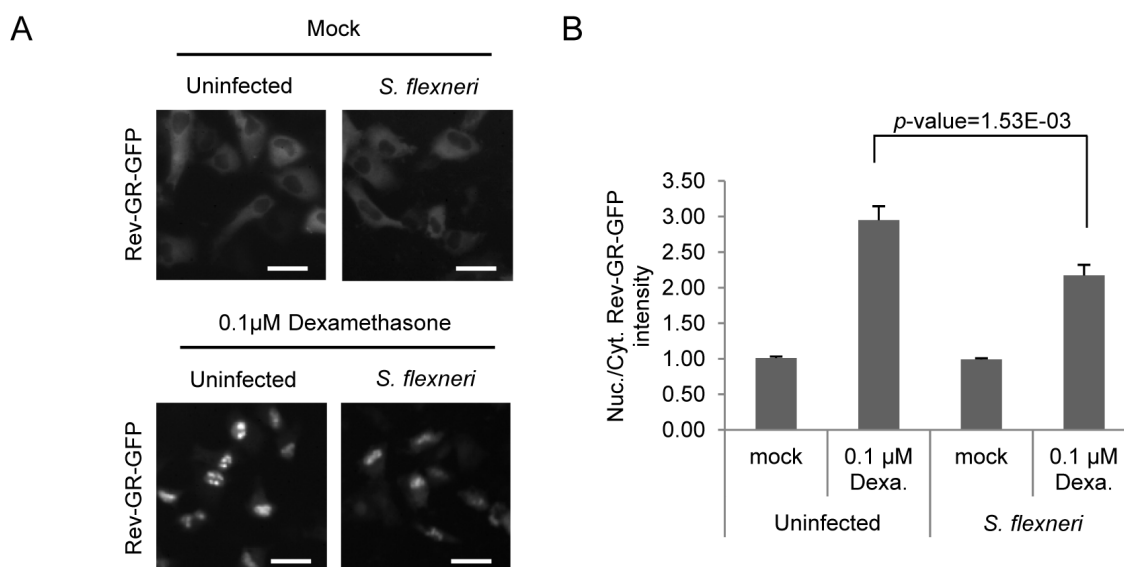 A
Mock
Uninfected
S. flexneri
Rev-GR-GFP
0.1µM Dexamethasone
Uninfected
S. flexneri
Rev-GR-GFP
B
p-value=1.53E-03
Nuc./Cyt. Rev-GR-GFP
intensity
3.50
3.00
2.50
2.00
1.50
1.00
0.50
0.00
mock
0.1 µM
Dexa.
mock
0.1 µM
Dexa.
Uninfected
S. flexneri